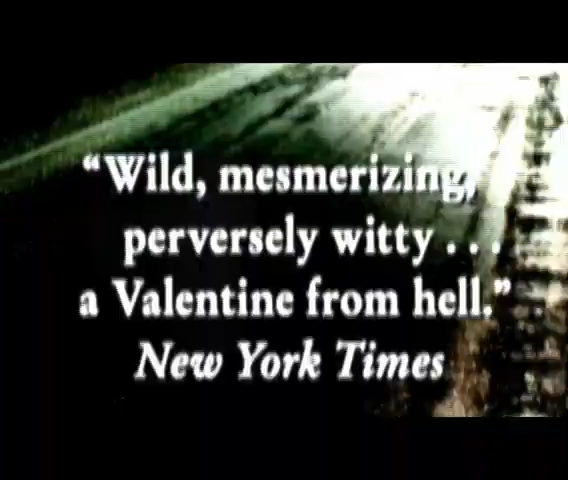 “Wild, mesmerizing,
perversely witty . . .
a Valentine from hell.”
New York Times